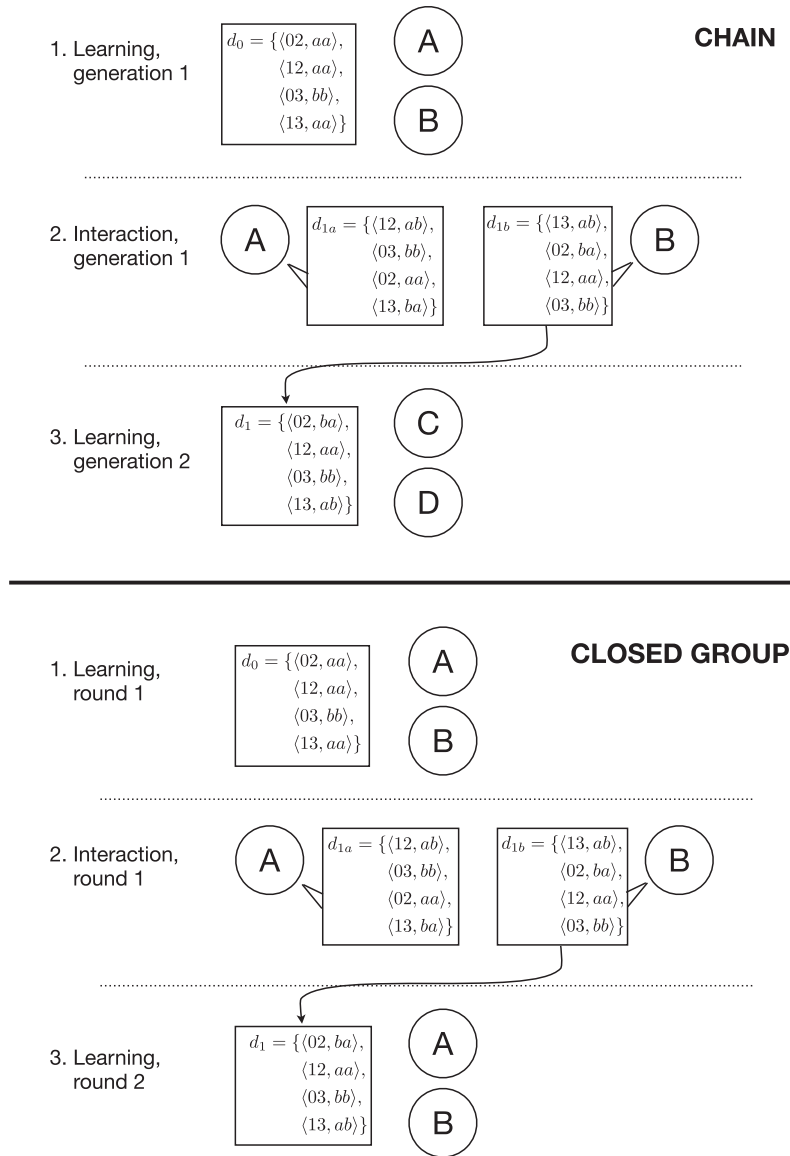 CHAIN
1. Learning,
generation 1
d₀ = {⟨02, aa⟩,
⟨12, aa⟩,
⟨03, bb⟩,
⟨13, aa⟩}
A
B
2. Interaction,
generation 1
A
d₁ₐ = {⟨12, ab⟩,
⟨03, bb⟩,
⟨02, aa⟩,
⟨13, ba⟩}
d_{1b} = {⟨13, ab⟩,
⟨02, ba⟩,
⟨12, aa⟩,
⟨03, bb⟩}
B
3. Learning,
generation 2
d₁ = {⟨02, ba⟩,
⟨12, aa⟩,
⟨03, bb⟩,
⟨13, ab⟩}
C
D
CLOSED GROUP
1. Learning,
round 1
d₀ = {⟨02, aa⟩,
⟨12, aa⟩,
⟨03, bb⟩,
⟨13, aa⟩}
A
B
2. Interaction,
round 1
A
d₁ₐ = {⟨12, ab⟩,
⟨03, bb⟩,
⟨02, aa⟩,
⟨13, ba⟩}
d_{1b} = {⟨13, ab⟩,
⟨02, ba⟩,
⟨12, aa⟩,
⟨03, bb⟩}
B
3. Learning,
round 2
d₁ = {⟨02, ba⟩,
⟨12, aa⟩,
⟨03, bb⟩,
⟨13, ab⟩}
A
B